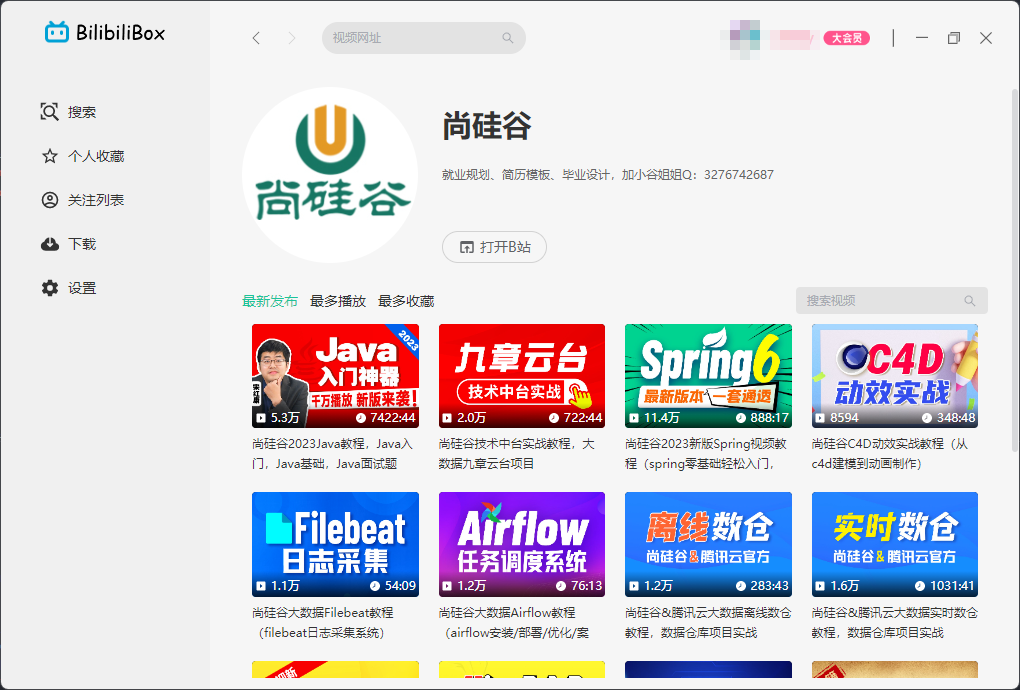 BilibiliBox
视频网址
大会员
搜索
个人收藏
关注列表
下载
设置
尚硅谷
尚硅谷
就业规划、简历模板、毕业设计，加小谷姐姐Q：3276742687
打开B站
最新发布 最多播放 最多收藏
搜索视频
2023
Java
入门神器
千万播放 新版来袭！
宋红康
5.3万 7422:44
九章云台
技术中台实战
2.0万 722:44
Spring6
最新版本 一套通透
11.4万 888:17
C4D
动效实战
8594 348:48
尚硅谷2023Java教程，Java入
门，Java基础，Java面试题
尚硅谷技术中台实战教程，大
数据九章云台项目
尚硅谷2023新版Spring视频教
程（spring零基础轻松入门，
尚硅谷C4D动效实战教程（从
c4d建模到动画制作）
Filebeat
日志采集
1.1万 54:09
Airflow
任务调度系统
1.2万 76:13
离线数仓
尚硅谷&腾讯云官方
1.2万 283:43
实时数仓
尚硅谷&腾讯云官方
1.6万 1031:41
尚硅谷大数据Filebeat教程
（filebeat日志采集系统）
尚硅谷大数据Airflow教程
（airflow安装/部署/优化/案
尚硅谷&腾讯云大数据离线数仓
教程，数据仓库项目实战
尚硅谷&腾讯云大数据实时数仓
教程，数据仓库项目实战